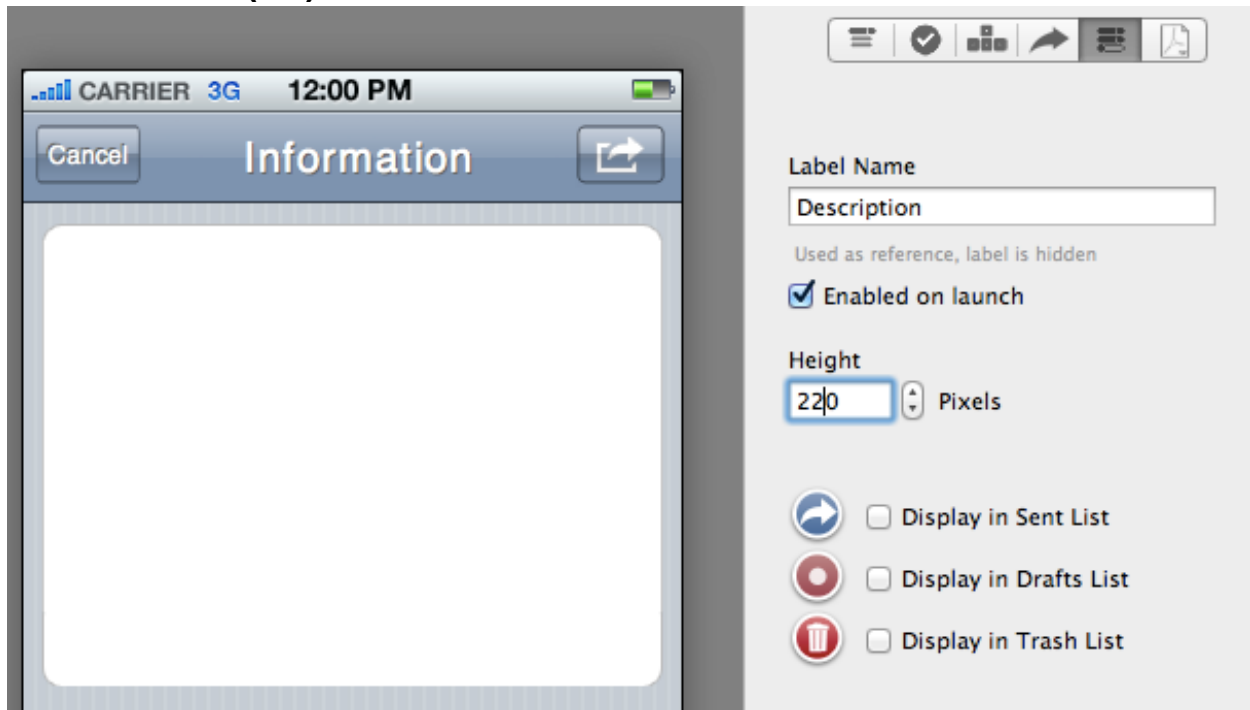 CARRIER 3G 12:00 PM
Cancel Information
Label Name
Description
Used as reference, label is hidden
Enabled on launch
Height
220 Pixels
Display in Sent List
Display in Drafts List
Display in Trash List